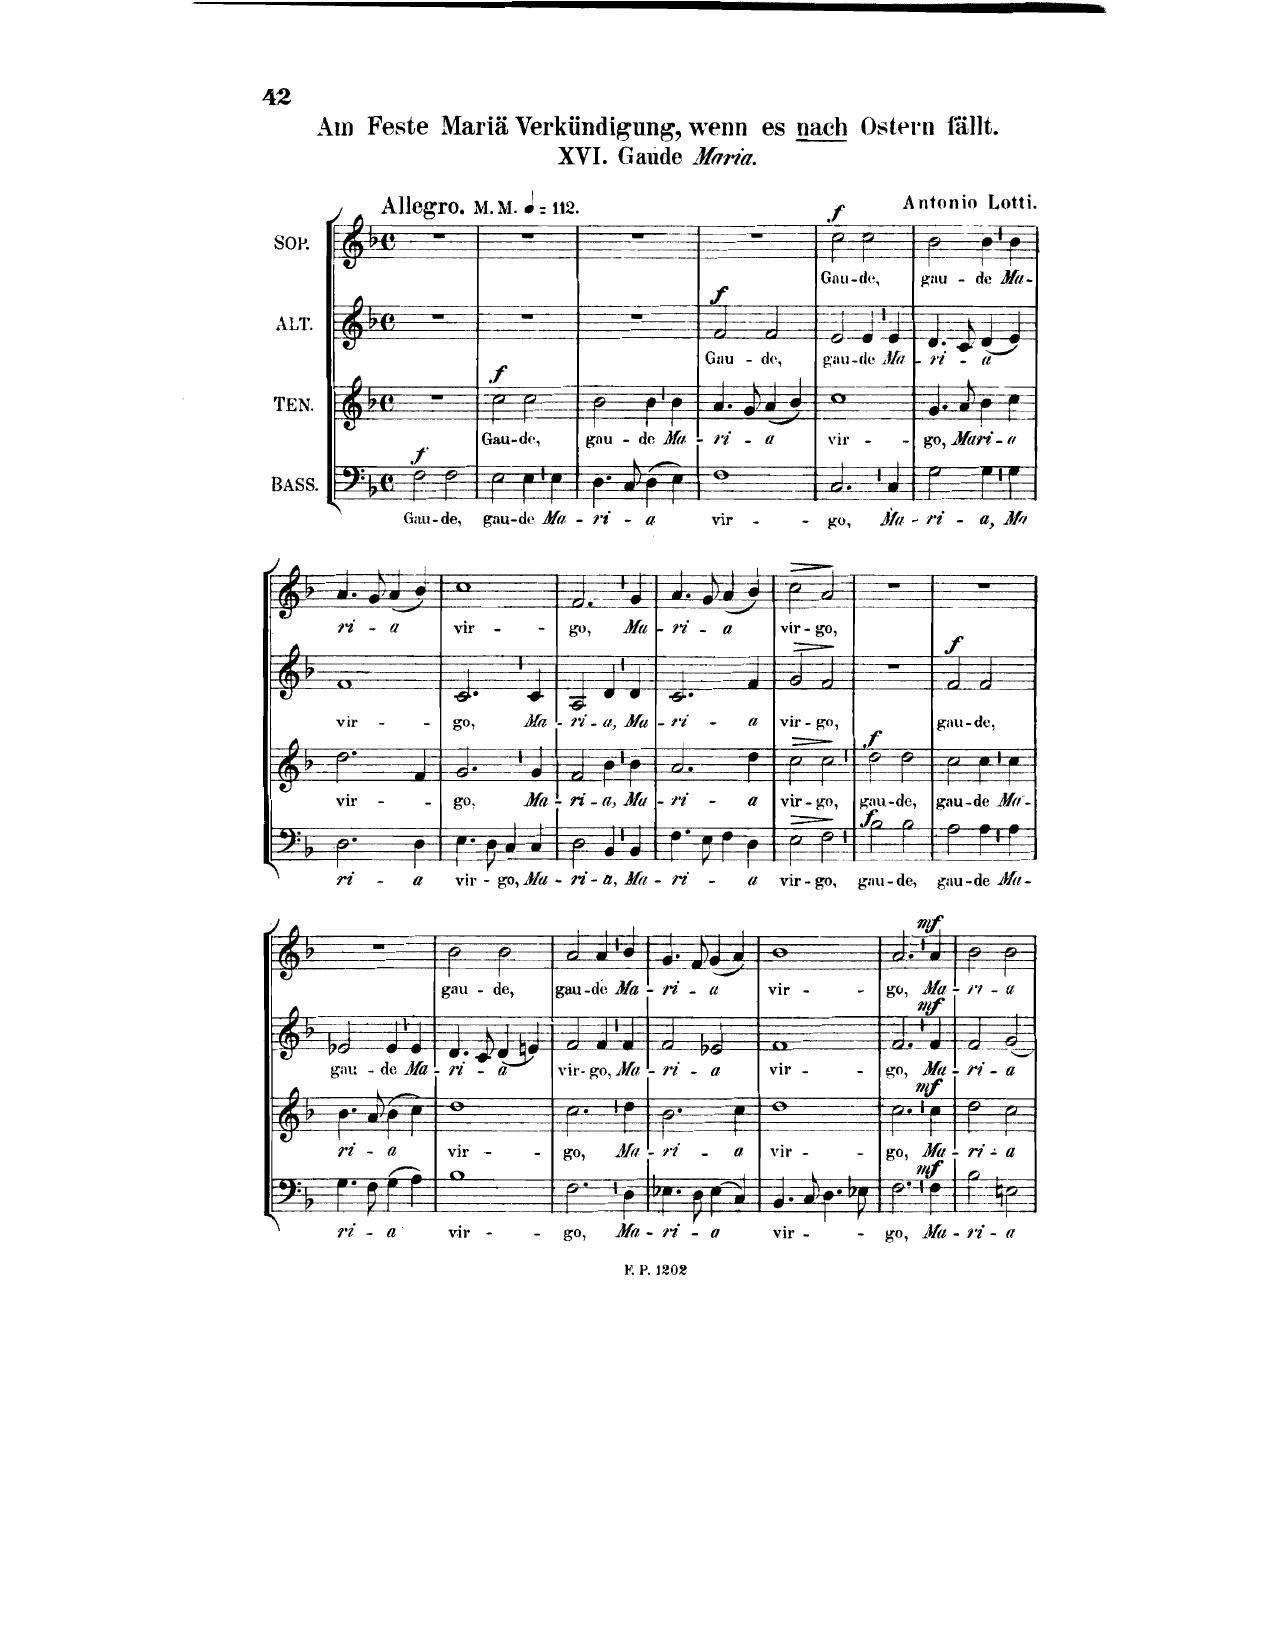 42
Am Feste Mariä Verkündigung, wenn es nach Ostern fällt.
XVI. Gaude Maria.
Allegro. M. M. ♩ = 112.
Antonio Lotti.
f
SOP.
Gau - de, gau - de Ma -
f
ALT.
Gau - de, gau - de Ma - ri - a
f
TEN.
Gau - de, gau - de Ma - ri - a vir - - go, Mari - a
f
BASS.
Gau - de, gau - de Ma - ri - a vir - - go, Ma - ri - a, Ma
ri - a vir - - go, Ma - ri - a vir - go,
f
vir - - go, Ma - ri - a, Ma - ri - a vir - go, gau - de,
f
vir - - go, Ma - ri - a, Ma - ri - a vir - go, gau - de, gau - de Ma -
f
ri - a vir - go, Ma - ri - a, Ma - ri - a vir - go, gau - de, gau - de Ma -
mf
gau - de, gau - de Ma - ri - a vir - - go, Ma - ri - a
mf
gau - de Ma - ri - a vir - go, Ma - ri - a vir - - go, Ma - ri - a
mf
ri - a vir - - go, Ma - ri - a vir - - go, Ma - ri - a
mf
ri - a vir - - go, Ma - ri - a vir - - go, Ma - ri - a
F. P. 1202